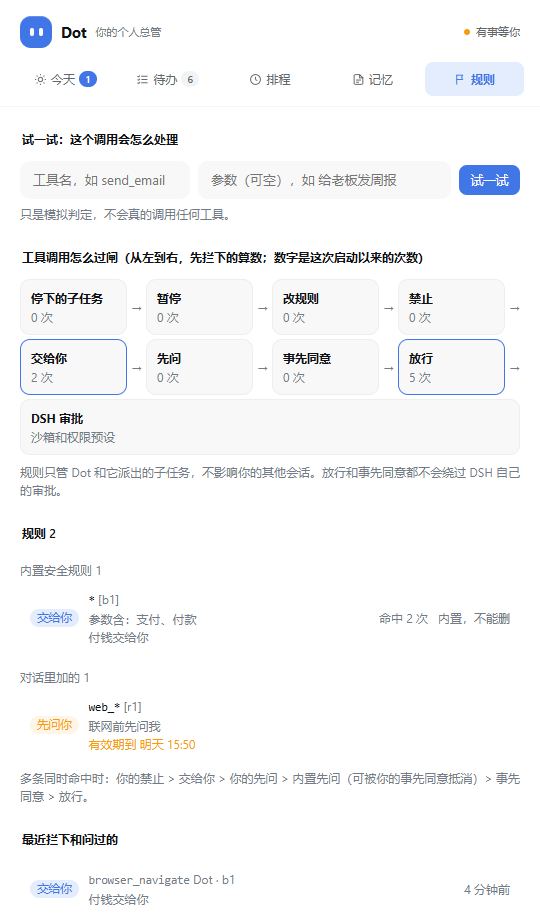 Dot 你的个人总管
有事等你
今天 1
待办 6
排程
记忆
规则
试一试：这个调用会怎么处理
工具名，如 send_email
参数（可空），如 给老板发周报
试一试
只是模拟判定，不会真的调用任何工具。
工具调用怎么过闸（从左到右，先拦下的算数；数字是这次启动以来的次数）
停下的子任务
0 次
→
暂停
0 次
→
改规则
0 次
→
禁止
0 次
→
交给你
2 次
→
先问
0 次
→
事先同意
0 次
→
放行
5 次
→
DSH 审批
沙箱和权限预设
规则只管 Dot 和它派出的子任务，不影响你的其他会话。放行和事先同意都不会绕过 DSH 自己
的审批。
规则 2
内置安全规则 1
交给你
* [b1]
参数含：支付、付款
付钱交给你
命中 2 次 内置，不能删
对话里加的 1
先问你
web_* [r1]
联网前先问我
有效期到 明天 15:50
多条同时命中时：你的禁止 > 交给你 > 你的先问 > 内置先问（可被你的事先同意抵消）> 事先
同意 > 放行。
最近拦下和问过的
交给你
browser_navigate Dot · b1
付钱交给你
4 分钟前